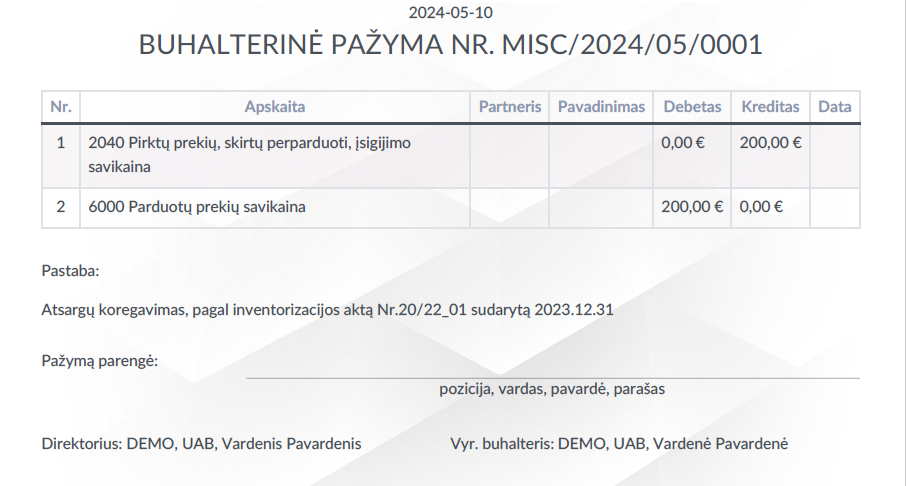 2024-05-10
BUHALTERINĖ PAŽYMA NR. MISC/2024/05/0001
Nr. Apskaita Partneris Pavadinimas Debetas Kreditas Data
1 2040 Pirktų prekių, skirtų perparduoti, įsigijimo 0,00 € 200,00 €
savikaina
2 6000 Parduotų prekių savikaina 200,00 € 0,00 €
Pastaba:
Atsargų koregavimas, pagal inventorizacijos aktą Nr.20/22_01 sudarytą 2023.12.31
Pažymą parengė:
pozicija, vardas, pavardė, parašas
Direktorius: DEMO, UAB, Vardenis Pavardenis Vyr. buhalteris: DEMO, UAB, Vardenė Pavardenė